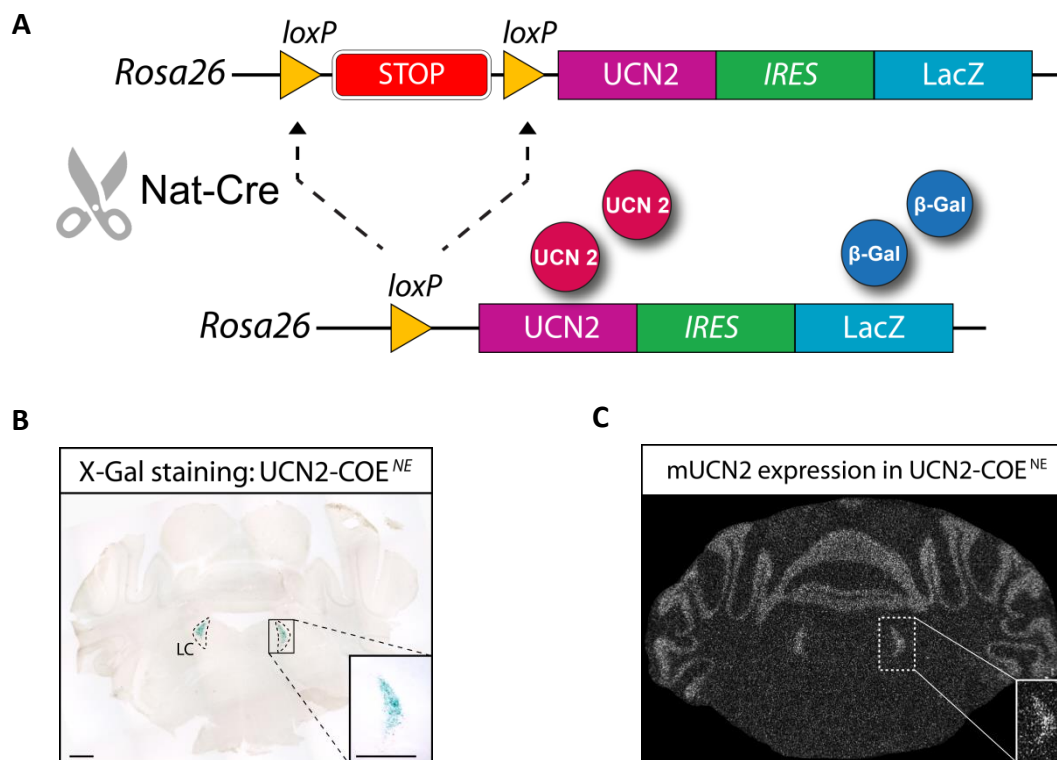 A
loxP loxP
Rosa26 STOP UCN2 IRES LacZ
Nat-Cre
UCN 2 β-Gal
UCN 2 β-Gal
loxP
Rosa26 UCN2 IRES LacZ
B
X-Gal staining: UCN2-COE^NE
LC
C
mUCN2 expression in UCN2-COE^NE